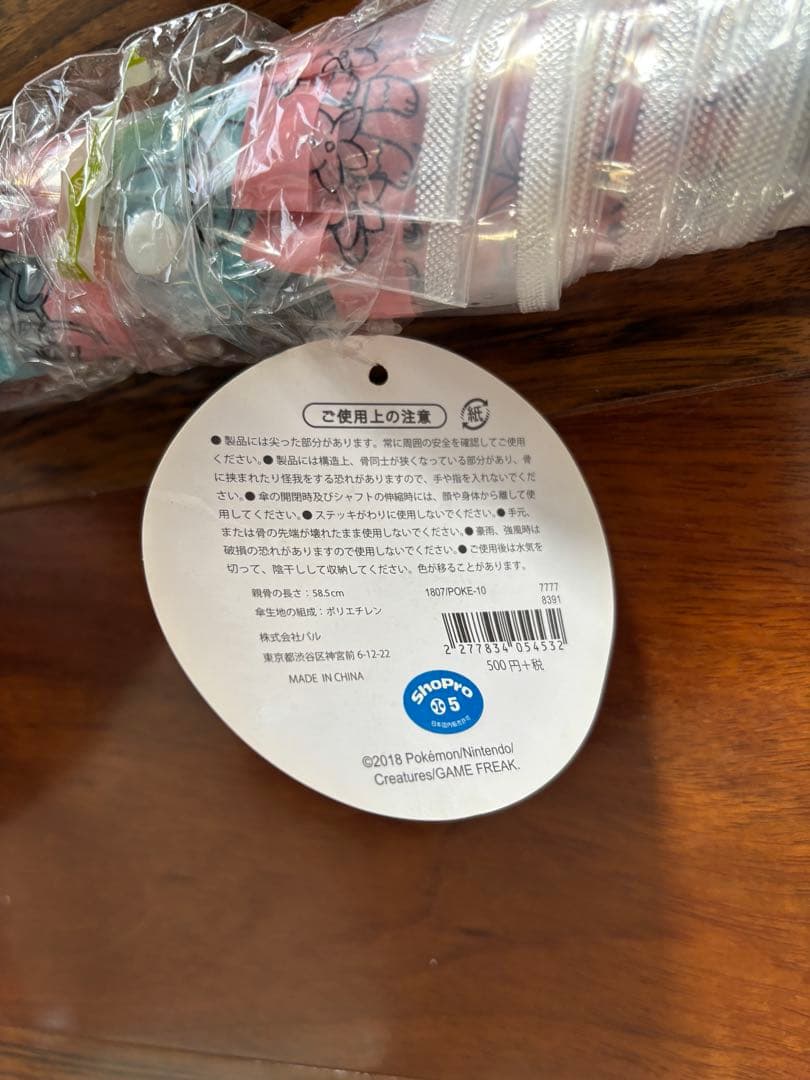 ご使用上の注意
紙
● 製品には尖った部分があります。常に周囲の安全を確認してご使用
ください。● 製品には構造上、骨同士が狭くなっている部分があり、骨
に挟まれたり怪我をする恐れがありますので、手や指を入れないでくだ
さい。● 傘の開閉時及びシャフトの伸縮時には、顔や身体から離して使
用してください。● ステッキがわりに使用しないでください。● 手元、
または骨の先端が壊れたまま使用しないでください。● 豪雨、強風時は
破損の恐れがありますので使用しないでください。● ご使用後は水気を
切って、陰干しして収納してください。色が移ることがあります。
親骨の長さ：58.5cm
傘生地の組成：ポリエチレン
株式会社パル
東京都渋谷区神宮前 6-12-22
MADE IN CHINA
1807/POKE-10
7777
8391
2 277834 054532
500 円+税
ShoPro
小 5
日本国内販売許可
©2018 Pokémon/Nintendo/
Creatures/GAME FREAK.